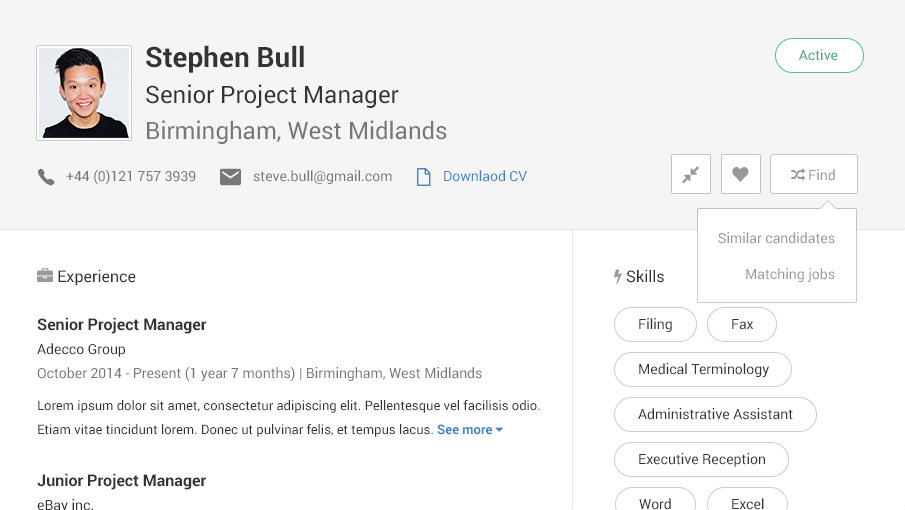 Stephen Bull
Active
Senior Project Manager
Birmingham, West Midlands
+44 (0)121 757 3939
steve.bull@gmail.com
Downlaod CV
Find
Similar candidates
Matching jobs
Experience
Senior Project Manager
Adecco Group
October 2014 - Present (1 year 7 months) | Birmingham, West Midlands
Lorem ipsum dolor sit amet, consectetur adipiscing elit. Pellentesque vel facilisis odio.
Etiam vitae tincidunt lorem. Donec ut pulvinar felis, et tempus lacus. See more
Junior Project Manager
eBay inc.
Skills
Filing
Fax
Medical Terminology
Administrative Assistant
Executive Reception
Word
Excel